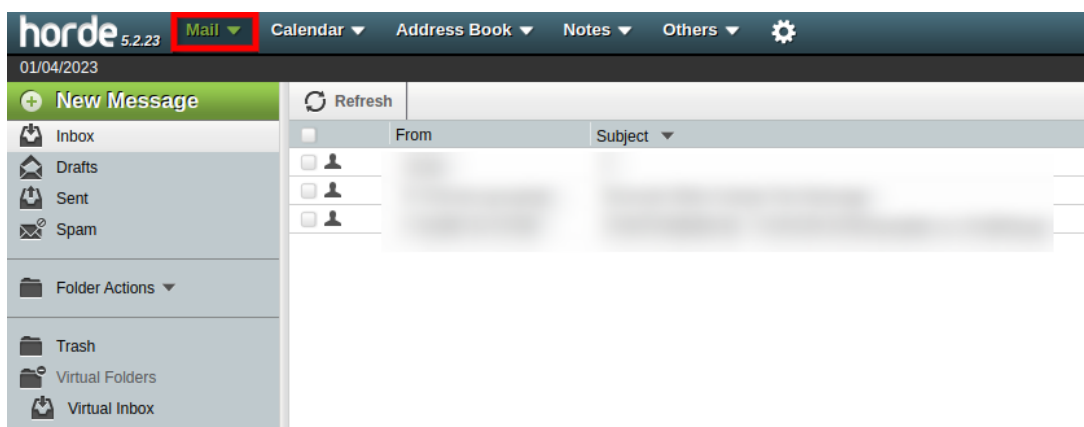 horde 5.2.23 Mail Calendar Address Book Notes Others
01/04/2023
New Message Refresh
Inbox From Subject
Drafts
Sent
Spam
Folder Actions
Trash
Virtual Folders
Virtual Inbox